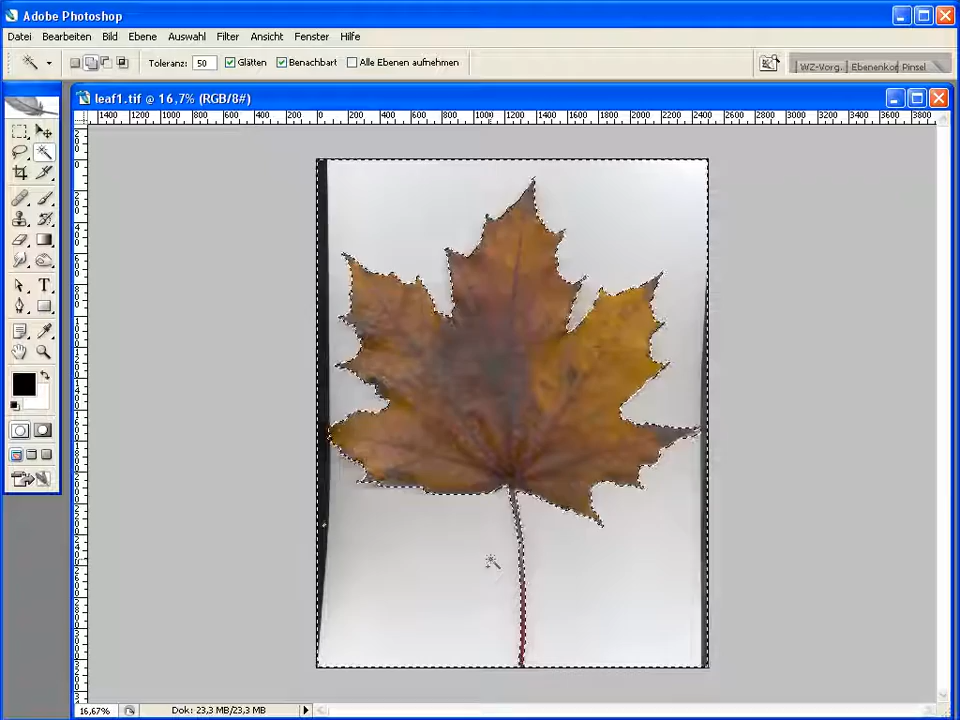 Adobe Photoshop
Datei Bearbeiten Bild Ebene Auswahl Filter Ansicht Fenster Hilfe
Toleranz: 50 Glätten Benachbart Alle Ebenen aufnehmen WZ-Vorg. Ebenenkor Pinsel
leaf1.tif @ 16,7% (RGB/8#)
1400 1200 1000 800 600 400 200 0 200 400 600 800 1000 1200 1400 1600 1800 2000 2200 2400 2600 2800 3000 3200 3400 3600 3800
T
16,67% Dok: 23,3 MB/23,3 MB